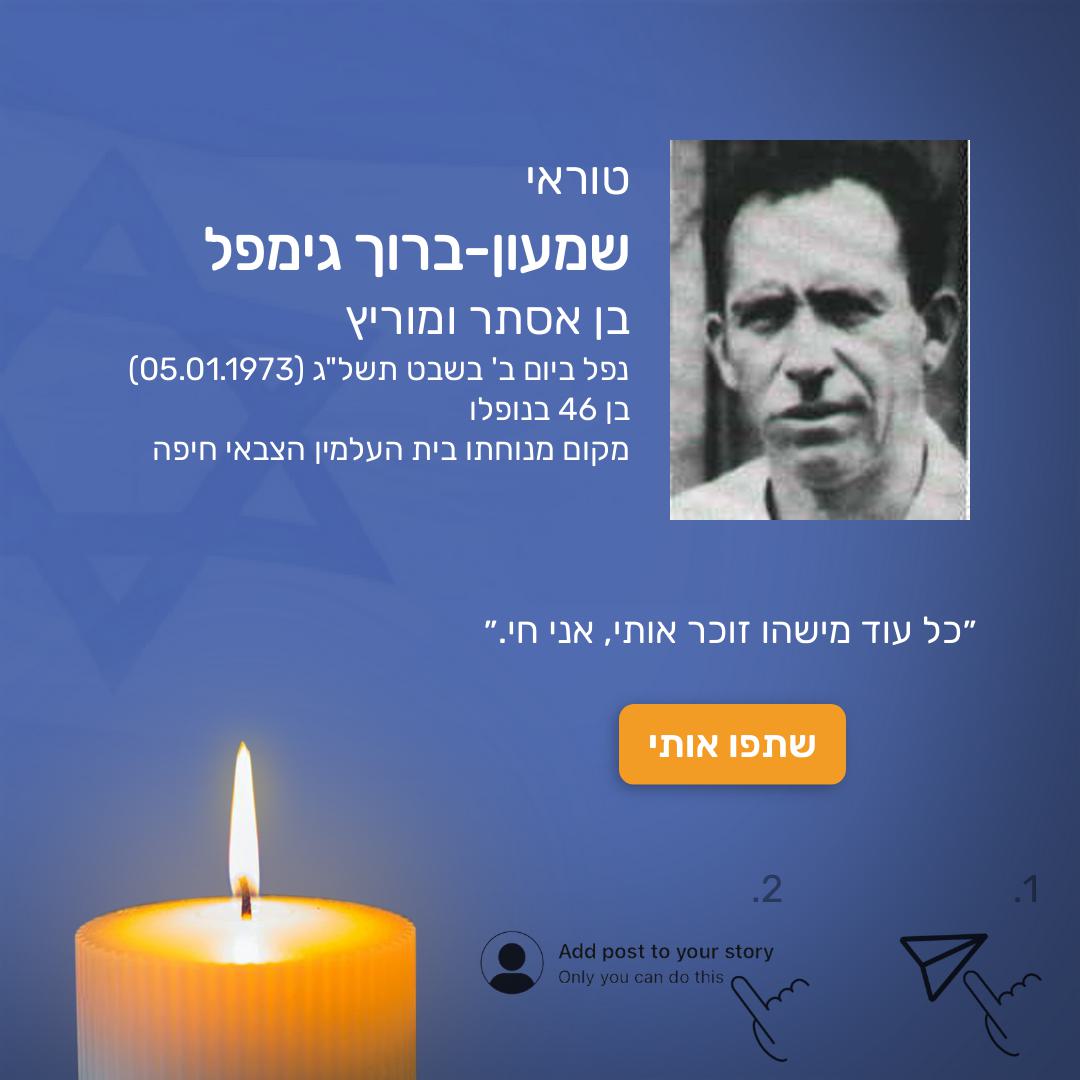 טוראי
שמעון-ברוך גימפל
בן אסתר ומוריץ
נפל ביום ב' בשבט תשל"ג (05.01.1973)
בן 46 בנופלו
מקום מנוחתו בית העלמין הצבאי חיפה
״כל עוד מישהו זוכר אותי, אני חי.״
שתפו אותי
1.
2.
Add post to your story
Only you can do this